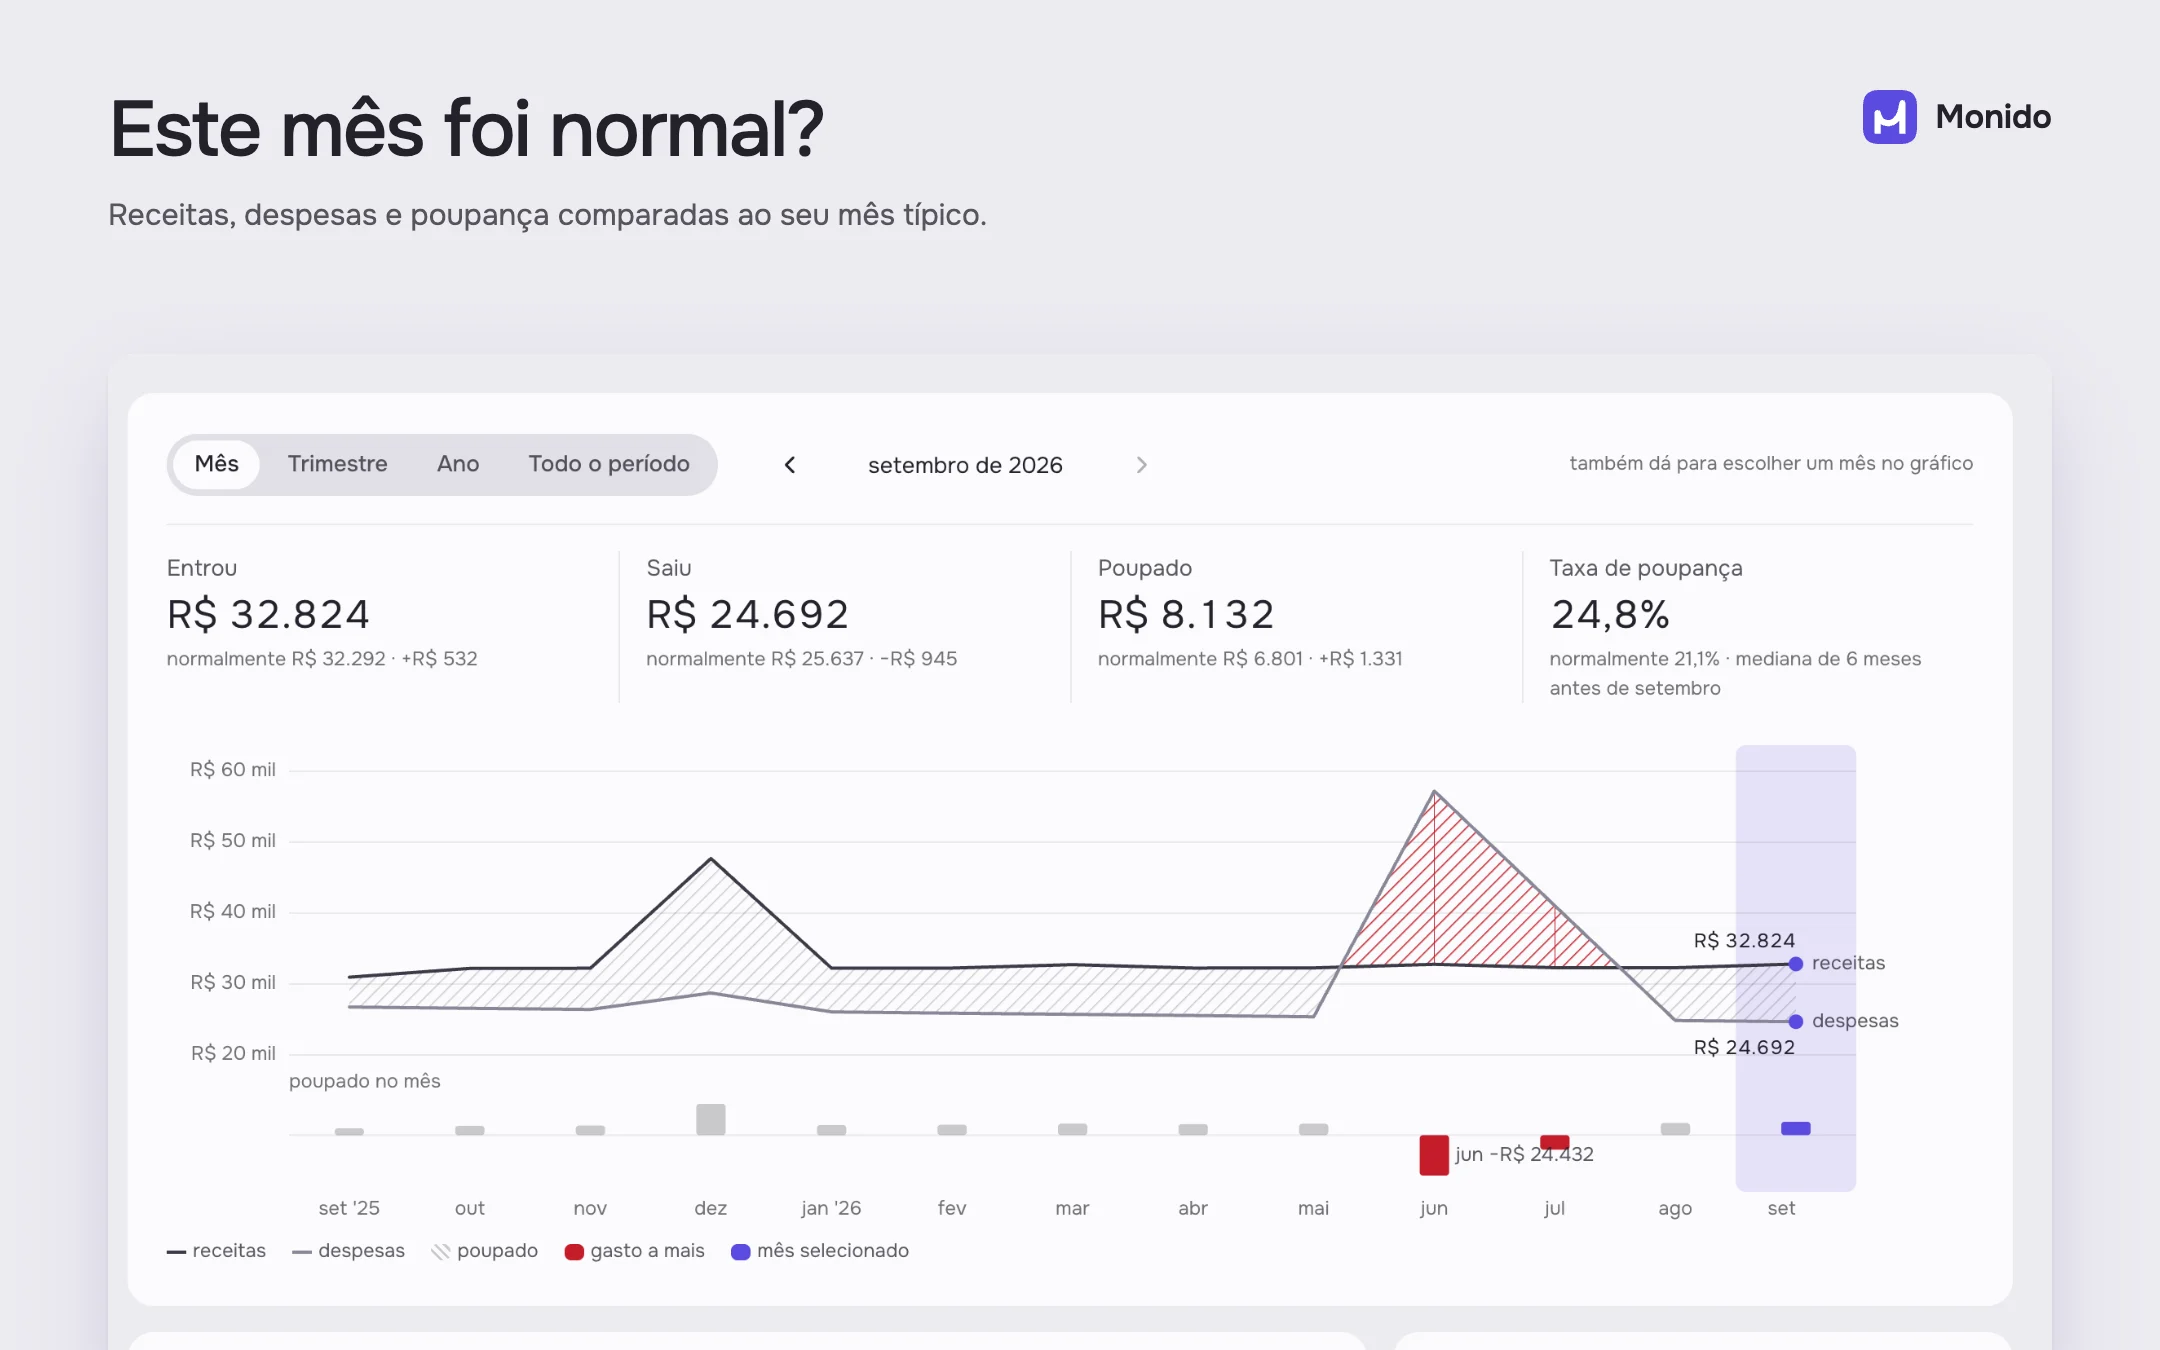 Este mês foi normal?
Monido
Receitas, despesas e poupança comparadas ao seu mês típico.
Mês
Trimestre
Ano
Todo o período
setembro de 2026
também dá para escolher um mês no gráfico
Entrou
R$ 32.824
normalmente R$ 32.292 · +R$ 532
Saiu
R$ 24.692
normalmente R$ 25.637 · −R$ 945
Poupado
R$ 8.132
normalmente R$ 6.801 · +R$ 1.331
Taxa de poupança
24,8%
normalmente 21,1% · mediana de 6 meses
antes de setembro
R$ 60 mil
R$ 50 mil
R$ 40 mil
R$ 30 mil
R$ 20 mil
R$ 32.824
receitas
despesas
R$ 24.692
poupado no mês
jun −R$ 24.432
set '25
out
nov
dez
jan '26
fev
mar
abr
mai
jun
jul
ago
set
receitas
despesas
poupado
gasto a mais
mês selecionado